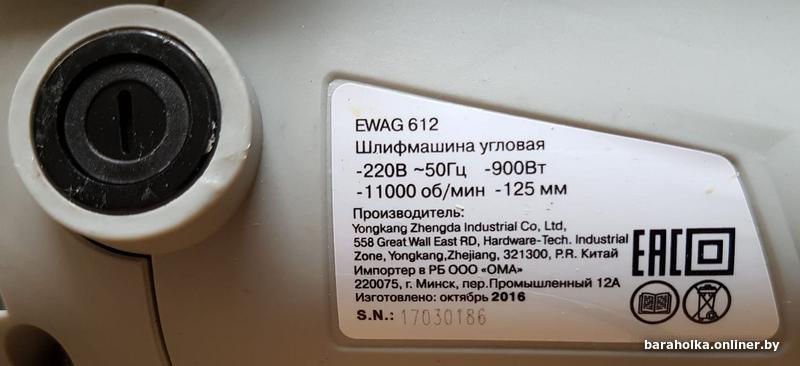 EWAG 612
Шлифмашина угловая
-220В ~50Гц -900Вт
-11000 об/мин -125 мм
Производитель:
Yongkang Zhengda Industrial Co, Ltd,
558 Great Wall East RD, Hardware-Tech. Industrial
Zone, Yongkang,Zhejiang, 321300, P.R. Китай
Импортер в РБ ООО «ОМА»
220075, г. Минск, пер.Промышленный 12А
Изготовлено: октябрь 2016
S.N.: 17030186
EAC
baraholka.onliner.by